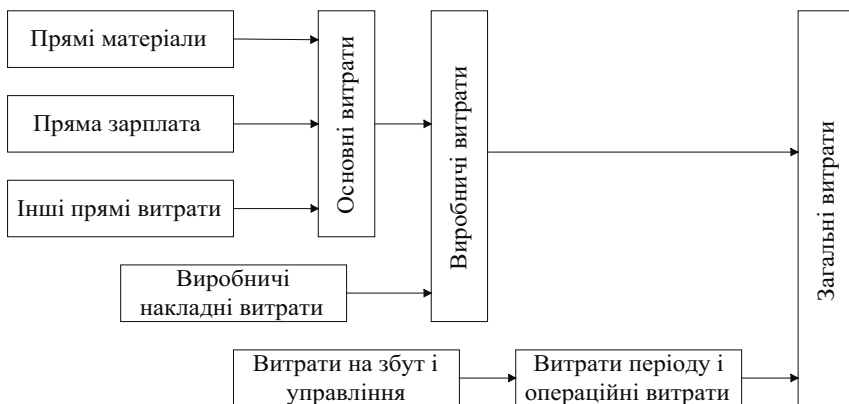 Прямі матеріали
Пряма зарплата
Інші прямі витрати
Основні витрати
Виробничі
накладні витрати
Виробничі витрати
Витрати на збут і
управління
Витрати періоду і
операційні витрати
Загальні витрати